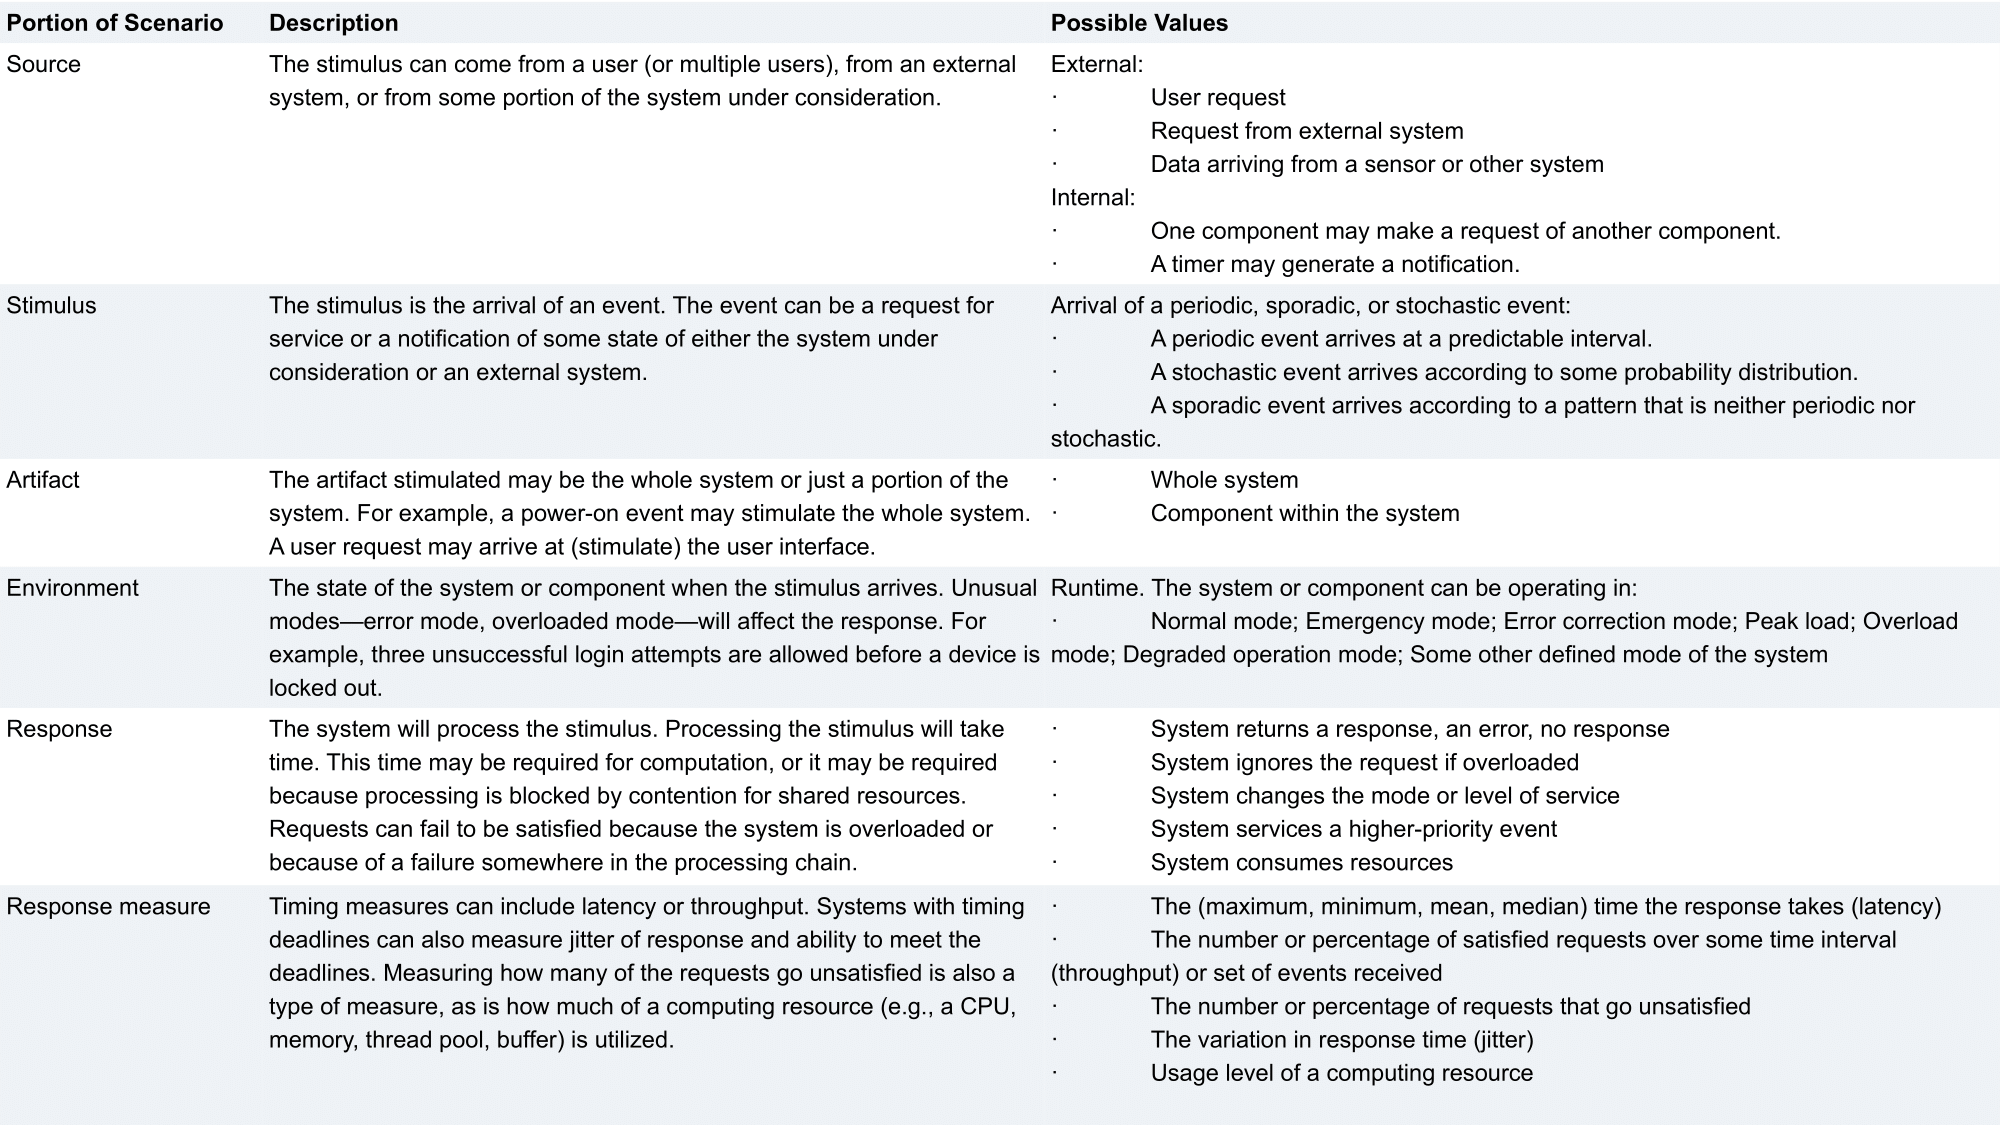 Portion of Scenario
Description
Possible Values
Source
The stimulus can come from a user (or multiple users), from an external
system, or from some portion of the system under consideration.
External:
· User request
· Request from external system
· Data arriving from a sensor or other system
Internal:
· One component may make a request of another component.
· A timer may generate a notification.
Stimulus
The stimulus is the arrival of an event. The event can be a request for
service or a notification of some state of either the system under
consideration or an external system.
Arrival of a periodic, sporadic, or stochastic event:
· A periodic event arrives at a predictable interval.
· A stochastic event arrives according to some probability distribution.
· A sporadic event arrives according to a pattern that is neither periodic nor
stochastic.
Artifact
The artifact stimulated may be the whole system or just a portion of the
system. For example, a power-on event may stimulate the whole system.
A user request may arrive at (stimulate) the user interface.
· Whole system
· Component within the system
Environment
The state of the system or component when the stimulus arrives. Unusual
modes—error mode, overloaded mode—will affect the response. For
example, three unsuccessful login attempts are allowed before a device is
locked out.
Runtime. The system or component can be operating in:
· Normal mode; Emergency mode; Error correction mode; Peak load; Overload
mode; Degraded operation mode; Some other defined mode of the system
Response
The system will process the stimulus. Processing the stimulus will take
time. This time may be required for computation, or it may be required
because processing is blocked by contention for shared resources.
Requests can fail to be satisfied because the system is overloaded or
because of a failure somewhere in the processing chain.
· System returns a response, an error, no response
· System ignores the request if overloaded
· System changes the mode or level of service
· System services a higher-priority event
· System consumes resources
Response measure
Timing measures can include latency or throughput. Systems with timing
deadlines can also measure jitter of response and ability to meet the
deadlines. Measuring how many of the requests go unsatisfied is also a
type of measure, as is how much of a computing resource (e.g., a CPU,
memory, thread pool, buffer) is utilized.
· The (maximum, minimum, mean, median) time the response takes (latency)
· The number or percentage of satisfied requests over some time interval
(throughput) or set of events received
· The number or percentage of requests that go unsatisfied
· The variation in response time (jitter)
· Usage level of a computing resource